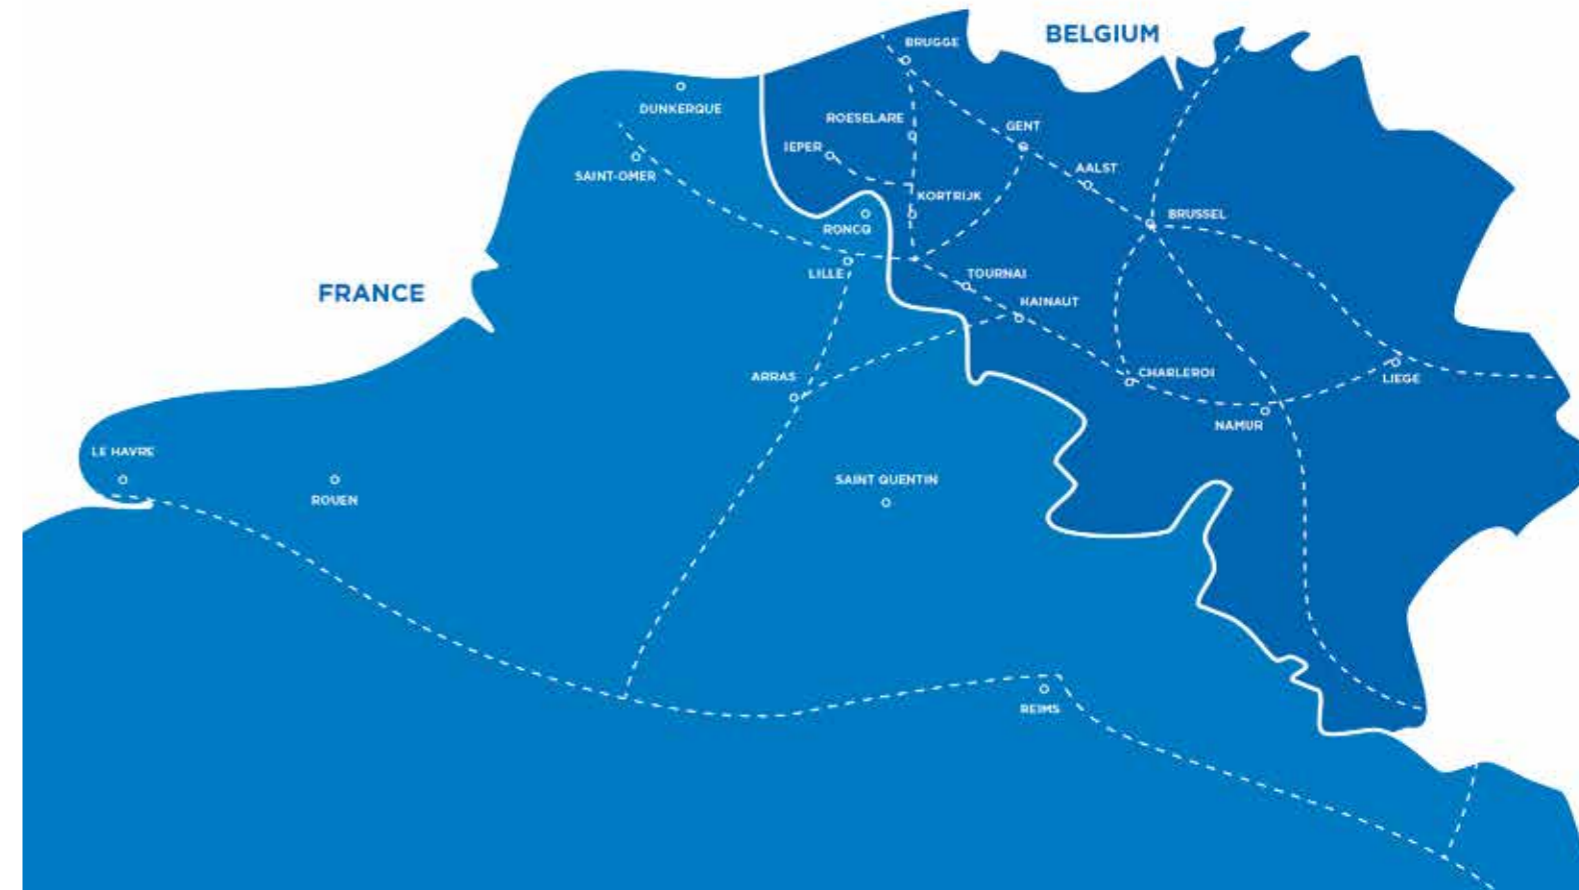 BELGIUM
BRUGGE
DUNKERQUE
ROESELARE
GENT
IEPER
AALST
SAINT-OMER
KORTRIJK
BRUSSEL
RONCQ
LILLE
TOURNAI
FRANCE
HAINAUT
ARRAS
CHARLEROI
LIEGE
NAMUR
LE HAVRE
SAINT QUENTIN
ROUEN
REIMS